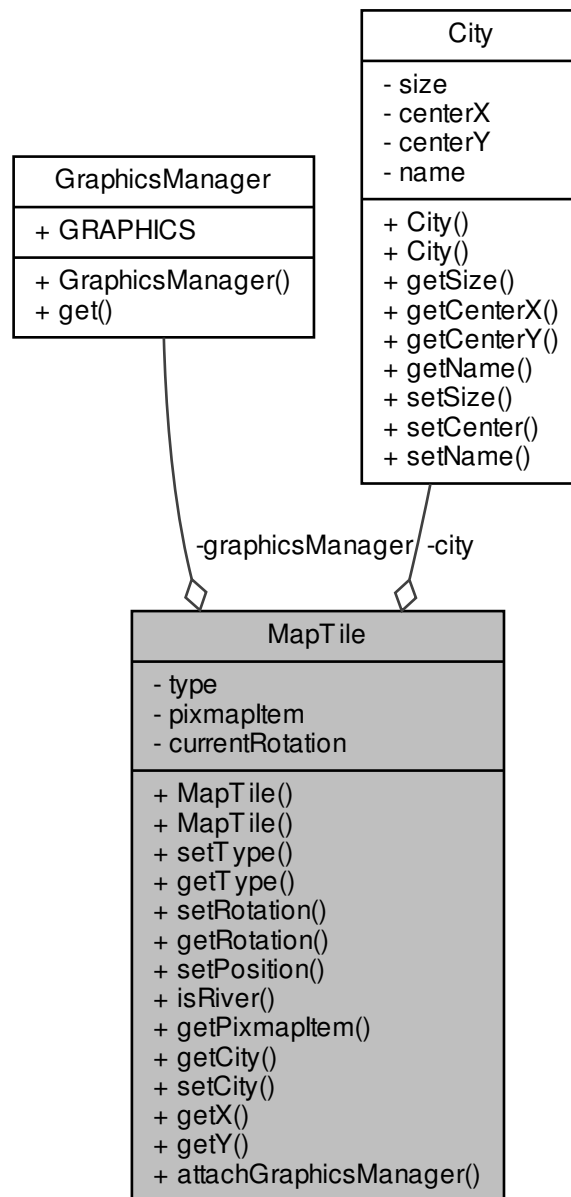 City
- size
- centerX
- centerY
- name
+ City()
+ City()
+ getSize()
+ getCenterX()
+ getCenterY()
+ getName()
+ setSize()
+ setCenter()
+ setName()
GraphicsManager
+ GRAPHICS
+ GraphicsManager()
+ get()
-graphicsManager
-city
MapTile
- type
- pixmapItem
- currentRotation
+ MapTile()
+ MapTile()
+ setType()
+ getType()
+ setRotation()
+ getRotation()
+ setPosition()
+ isRiver()
+ getPixmapItem()
+ getCity()
+ setCity()
+ getX()
+ getY()
+ attachGraphicsManager()